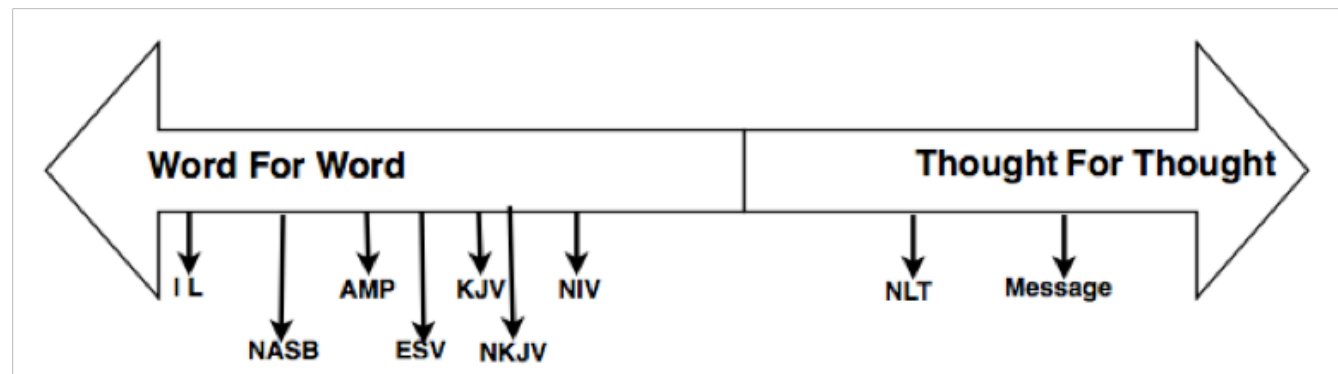 Word For Word Thought For Thought
I L AMP KJV NIV NLT Message
NASB ESV NKJV